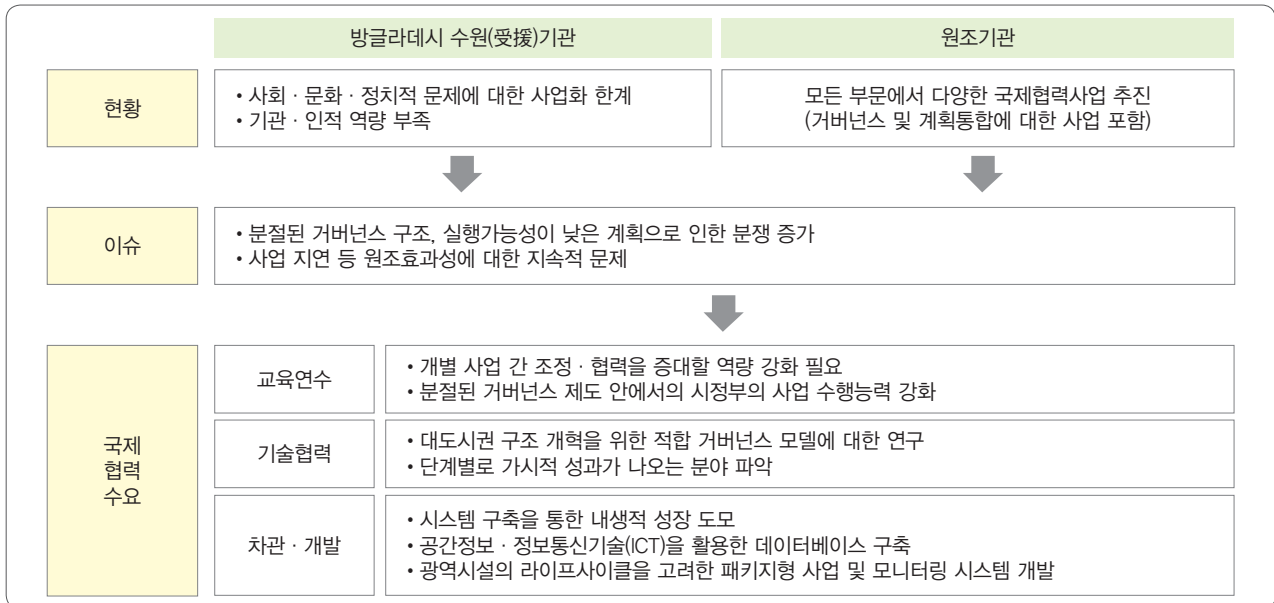 방글라데시 수원(受援)기관
원조기관
현황
• 사회 · 문화 · 정치적 문제에 대한 사업화 한계
• 기관 · 인적 역량 부족
모든 부문에서 다양한 국제협력사업 추진
(거버넌스 및 계획통합에 대한 사업 포함)
이슈
• 분절된 거버넌스 구조, 실행가능성이 낮은 계획으로 인한 분쟁 증가
• 사업 지연 등 원조효과성에 대한 지속적 문제
국제
협력
수요
교육연수
• 개별 사업 간 조정 · 협력을 증대할 역량 강화 필요
• 분절된 거버넌스 제도 안에서의 시정부의 사업 수행능력 강화
기술협력
• 대도시권 구조 개혁을 위한 적합 거버넌스 모델에 대한 연구
• 단계별로 가시적 성과가 나오는 분야 파악
차관 · 개발
• 시스템 구축을 통한 내생적 성장 도모
• 공간정보 · 정보통신기술(ICT)을 활용한 데이터베이스 구축
• 광역시설의 라이프사이클을 고려한 패키지형 사업 및 모니터링 시스템 개발